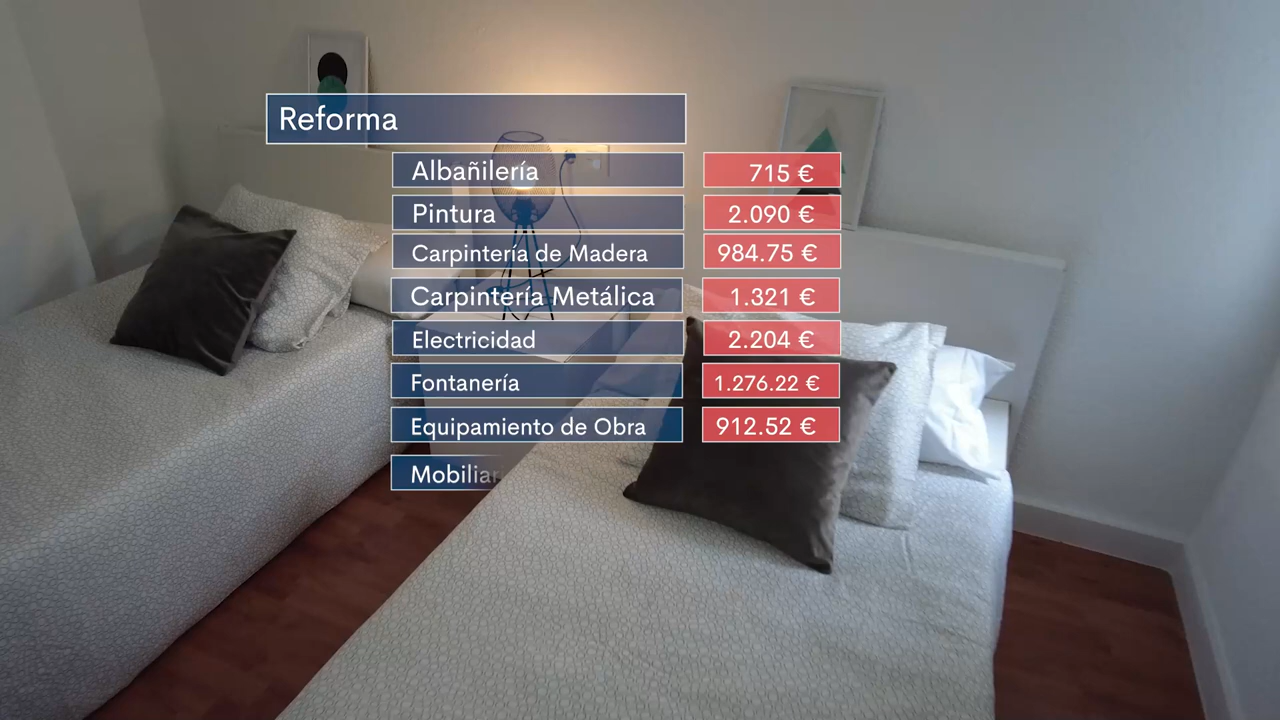 Reforma
Albañilería 715 €
Pintura 2.090 €
Carpintería de Madera 984.75 €
Carpintería Metálica 1.321 €
Electricidad 2.204 €
Fontanería 1.276.22 €
Equipamiento de Obra 912.52 €
Mobiliar